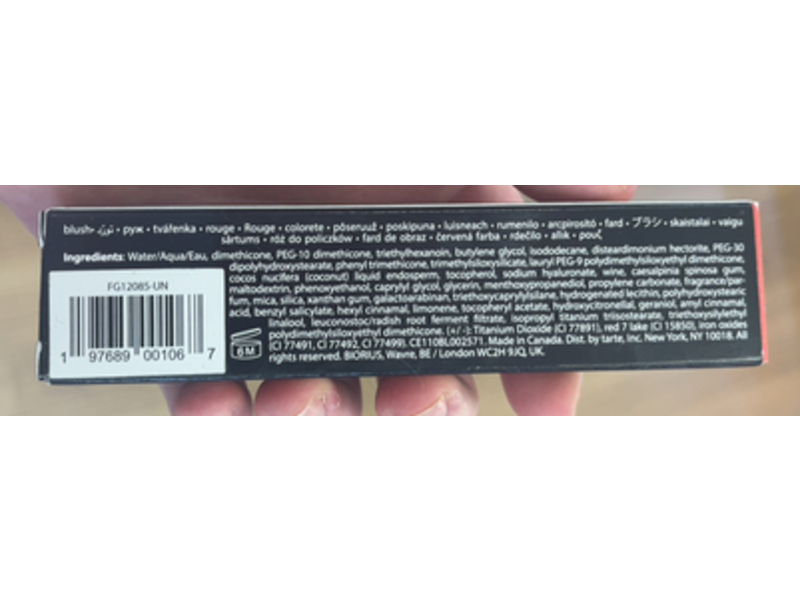 blush • توريد • руж • tvářenka • rouge • Rouge • colorete • põsepuna • poskipuna • luisneach • rumenilo • arcpirosító • fard • ブラシ • skaistalai • vaigu
sārtums • róż do policzków • fard de obraz • červená farba • rdečilo • allik • ρουζ
Ingredients: Water/Aqua/Eau, dimethicone, PEG-10 dimethicone, triethylhexanoin, butylene glycol, isododecane, disteardimonium hectorite, PEG-30
dipolyhydroxystearate, phenyl trimethicone, trimethylsiloxysilicate, lauryl PEG-9 polydimethylsiloxyethyl dimethicone,
cocos nucifera (coconut) liquid endosperm, tocopherol, sodium hyaluronate, wine, caesalpinia spinosa gum,
maltodextrin, phenoxyethanol, caprylyl glycol, glycerin, menthoxypropanediol, propylene carbonate, fragrance/par-
fum, mica, silica, xanthan gum, galactoarabinan, triethoxycaprylylsilane, hydrogenated lecithin, polyhydroxystearic
acid, benzyl salicylate, hexyl cinnamal, limonene, tocopheryl acetate, hydroxycitronellal, geraniol, amyl cinnamal,
linalool, leuconostoc/radish root ferment filtrate, isopropyl titanium triisostearate, triethoxysilylethyl
polydimethylsiloxyethyl dimethicone. (+/-): Titanium Dioxide (CI 77891), red 7 lake (CI 15850), iron oxides
(CI 77491, CI 77492, CI 77499). CE110BL002571. Made in Canada. Dist. by tarte, inc. New York, NY 10018. All
rights reserved. BIORIUS, Wavre, BE / London WC2H 9JQ, UK.
FG12085-UN
1 97689 00106 7
6 M